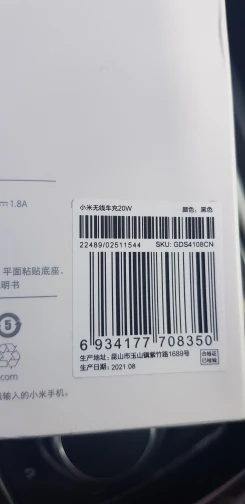 ⎓1.8A
平面粘贴底座、
明书
5
com
输入的小米手机。
小米无线车充20W 颜色：黑色
22489/02511544 SKU: GDS4108CN
6 934177 708350
生产地址：昆山市玉山镇紫竹路1689号
生产日期：2021.08
合格证
已检验